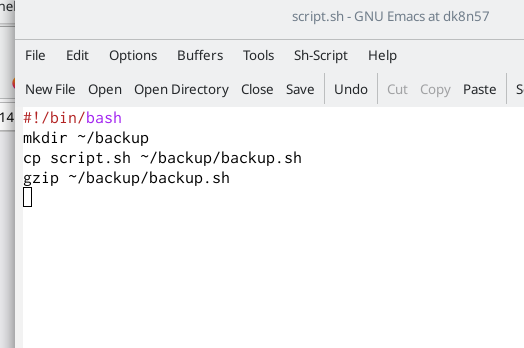 script.sh - GNU Emacs at dk8n57
File Edit Options Buffers Tools Sh-Script Help
New File Open Open Directory Close Save Undo Cut Copy Paste
14
#!/bin/bash
mkdir ~/backup
cp script.sh ~/backup/backup.sh
gzip ~/backup/backup.sh